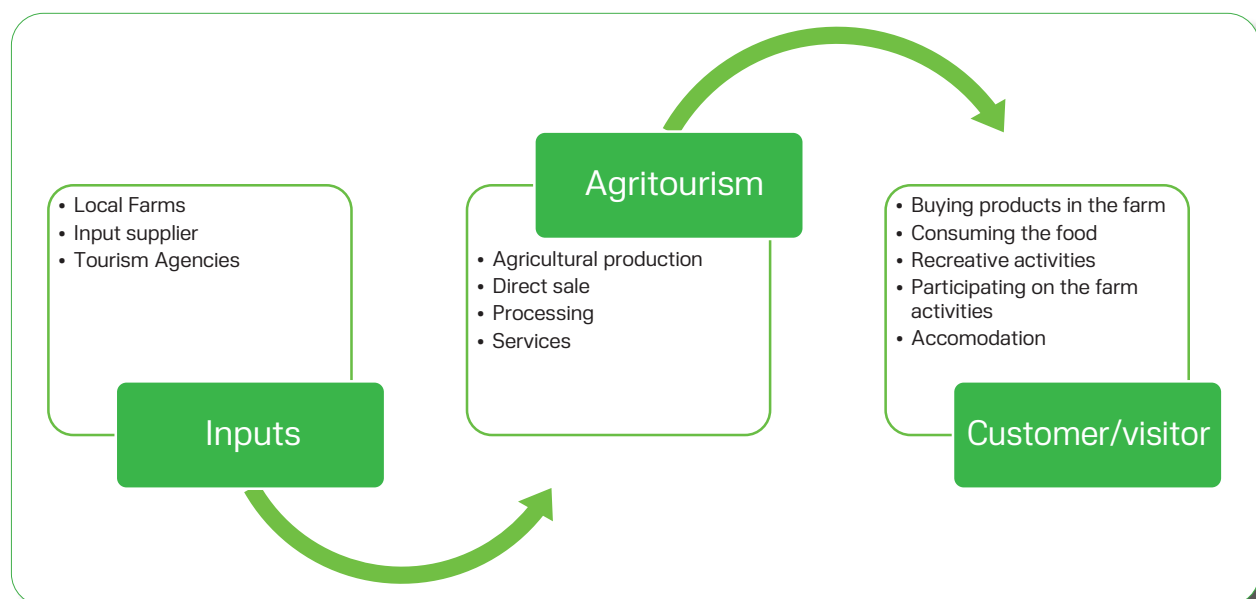 • Local Farms
• Input supplier
• Tourism Agencies
Inputs
Agritourism
• Agricultural production
• Direct sale
• Processing
• Services
• Buying products in the farm
• Consuming the food
• Recreative activities
• Participating on the farm
activities
• Accomodation
Customer/visitor